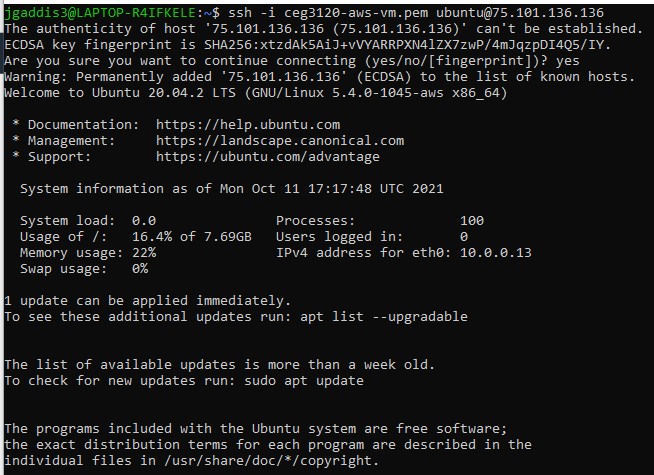 jgaddis3@LAPTOP-R4IFKELE:~$ ssh -i ceg3120-aws-vm.pem ubuntu@75.101.136.136
The authenticity of host '75.101.136.136 (75.101.136.136)' can't be established.
ECDSA key fingerprint is SHA256:xtzdAk5AiJ+vVYARRPXN4lZX7zwP/4mJqzpDI4Q5/IY.
Are you sure you want to continue connecting (yes/no/[fingerprint])? yes
Warning: Permanently added '75.101.136.136' (ECDSA) to the list of known hosts.
Welcome to Ubuntu 20.04.2 LTS (GNU/Linux 5.4.0-1045-aws x86_64)
* Documentation:  https://help.ubuntu.com
* Management:     https://landscape.canonical.com
* Support:        https://ubuntu.com/advantage
System information as of Mon Oct 11 17:17:48 UTC 2021
System load:  0.0               Processes:             100
Usage of /:   16.4% of 7.69GB   Users logged in:       0
Memory usage: 22%               IPv4 address for eth0: 10.0.0.13
Swap usage:   0%
1 update can be applied immediately.
To see these additional updates run: apt list --upgradable
The list of available updates is more than a week old.
To check for new updates run: sudo apt update
The programs included with the Ubuntu system are free software;
the exact distribution terms for each program are described in the
individual files in /usr/share/doc/*/copyright.